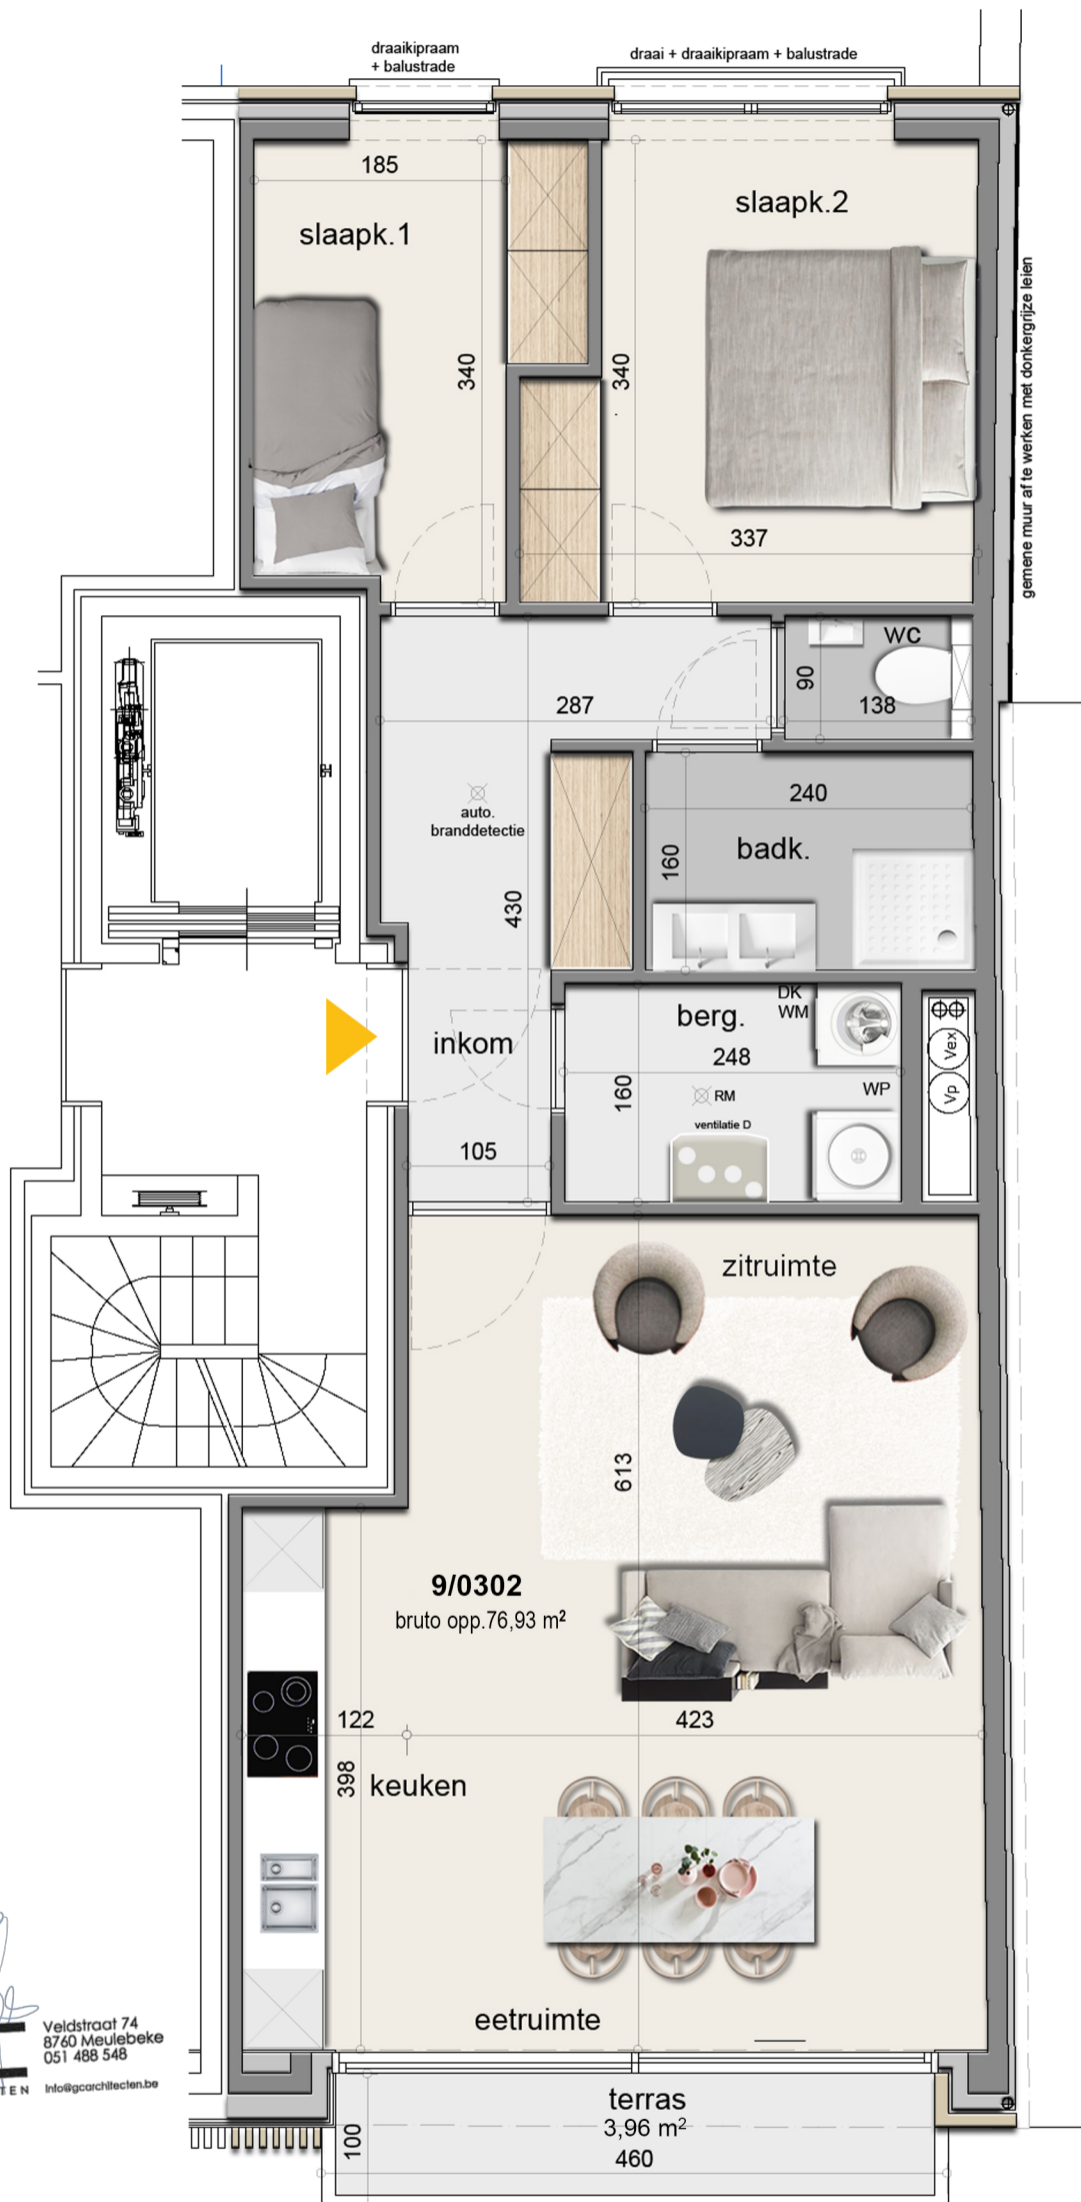 draaikipraam
+ balustrade
draai + draaikipraam + balustrade
185
slaapk.1
slaapk.2
340
340
337
gemene muur af te werken met donkergrijze leien
wc
90
138
287
auto.
branddetectie
430
240
badk.
160
inkom
105
berg.
DK
WM
248
160
RM
WP
ventilatie D
Vex
Vp
zitruimte
613
9/0302
bruto opp.76,93 m²
122
423
398
keuken
eetruimte
Veldstraat 74
8760 Meulebeke
051 488 548
TEN
info@gcarchitecten.be
terras
3,96 m²
100
460